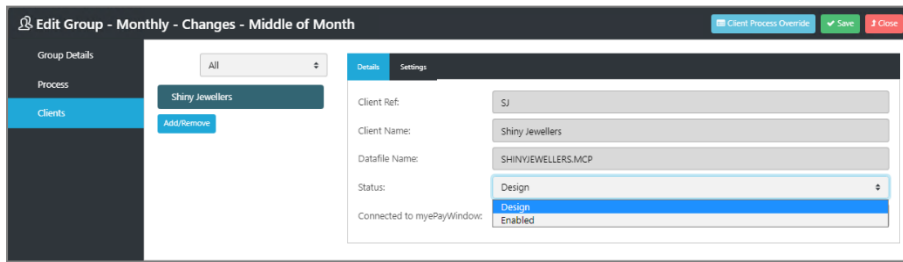 Edit Group - Monthly - Changes - Middle of Month
Client Process Override
Save
Close
Group Details
Process
Clients
All
Shiny Jewellers
Add/Remove
Details Settings
Client Ref: SJ
Client Name: Shiny Jewellers
Datafile Name: SHINYJEWELLERS.MCP
Status: Design
Design
Enabled
Connected to myePayWindow: